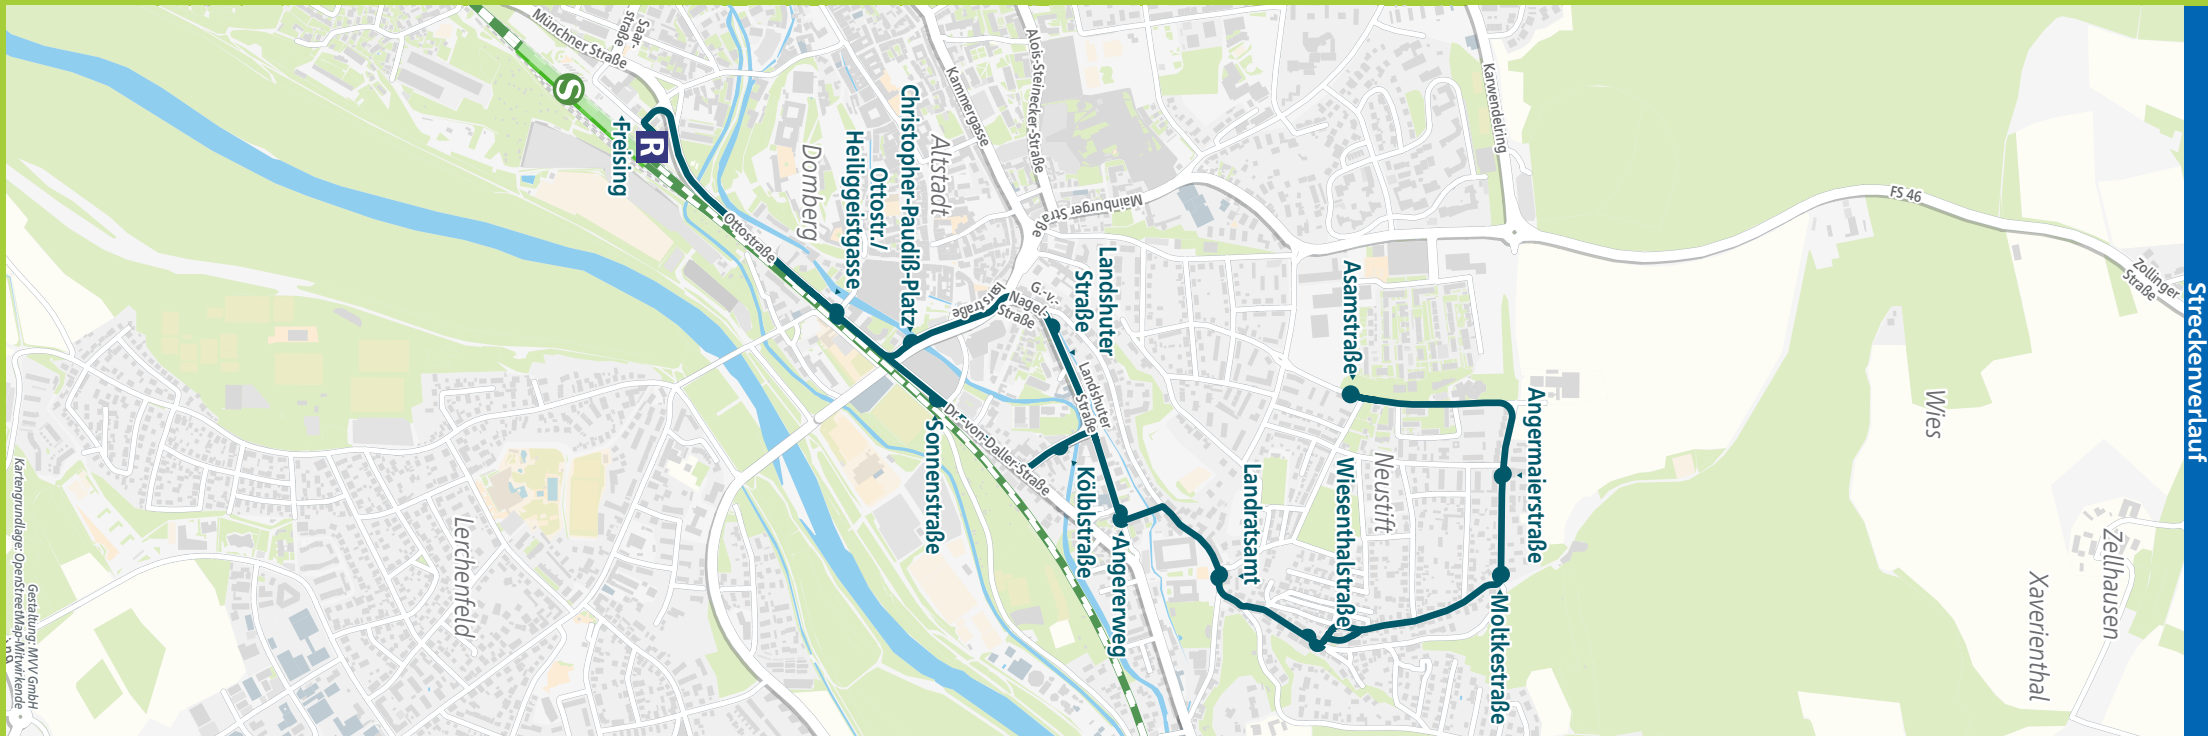 Streckenverlauf
Münchner Straße
Saar-
straße
S
Freising
R
Ottostraße
Domberg
Altstadt
Kammergasse
Alois-Steinecker-Straße
Mainburger Straße
Karwendelring
FS 46
Zollinger
Straße
Christopher-Paudiß-Platz
Ottostr./
Heiliggeistgasse
Isarstraße
G.-v.-
Nagel-
Straße
Landshuter
Straße
Landshuter
Straße
Asamstraße
Angermaierstraße
Neustift
Wiesenthalstraße
Landratsamt
Moltkestraße
Kölblstraße
Angererweg
Sonnenstraße
Dr.-von-Daller-Straße
Lerchenfeld
Wies
Zellhausen
Xaverienthal
Gestaltung: MVV GmbH
Kartengrundlage: OpenStreetMap-Mitwirkende